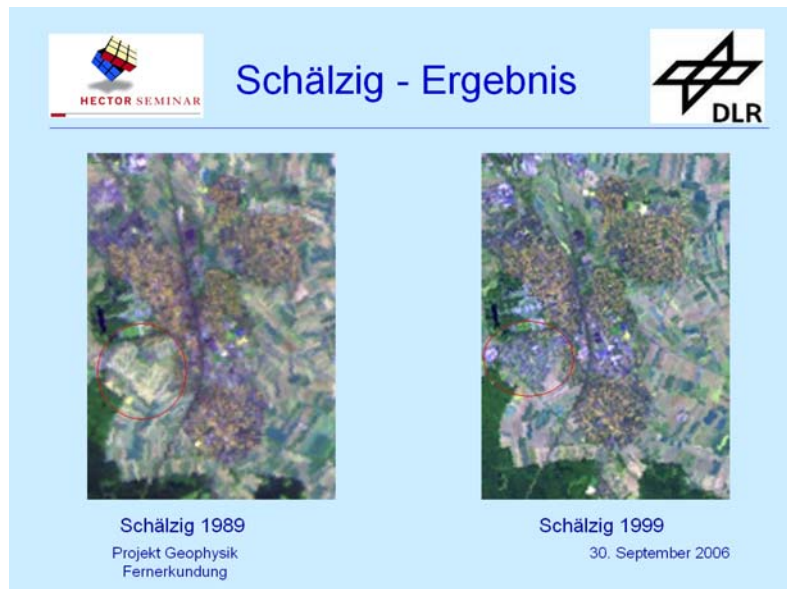 HECTOR SEMINAR
Schälzig - Ergebnis
DLR
Schälzig 1989
Schälzig 1999
Projekt Geophysik
Fernerkundung
30. September 2006